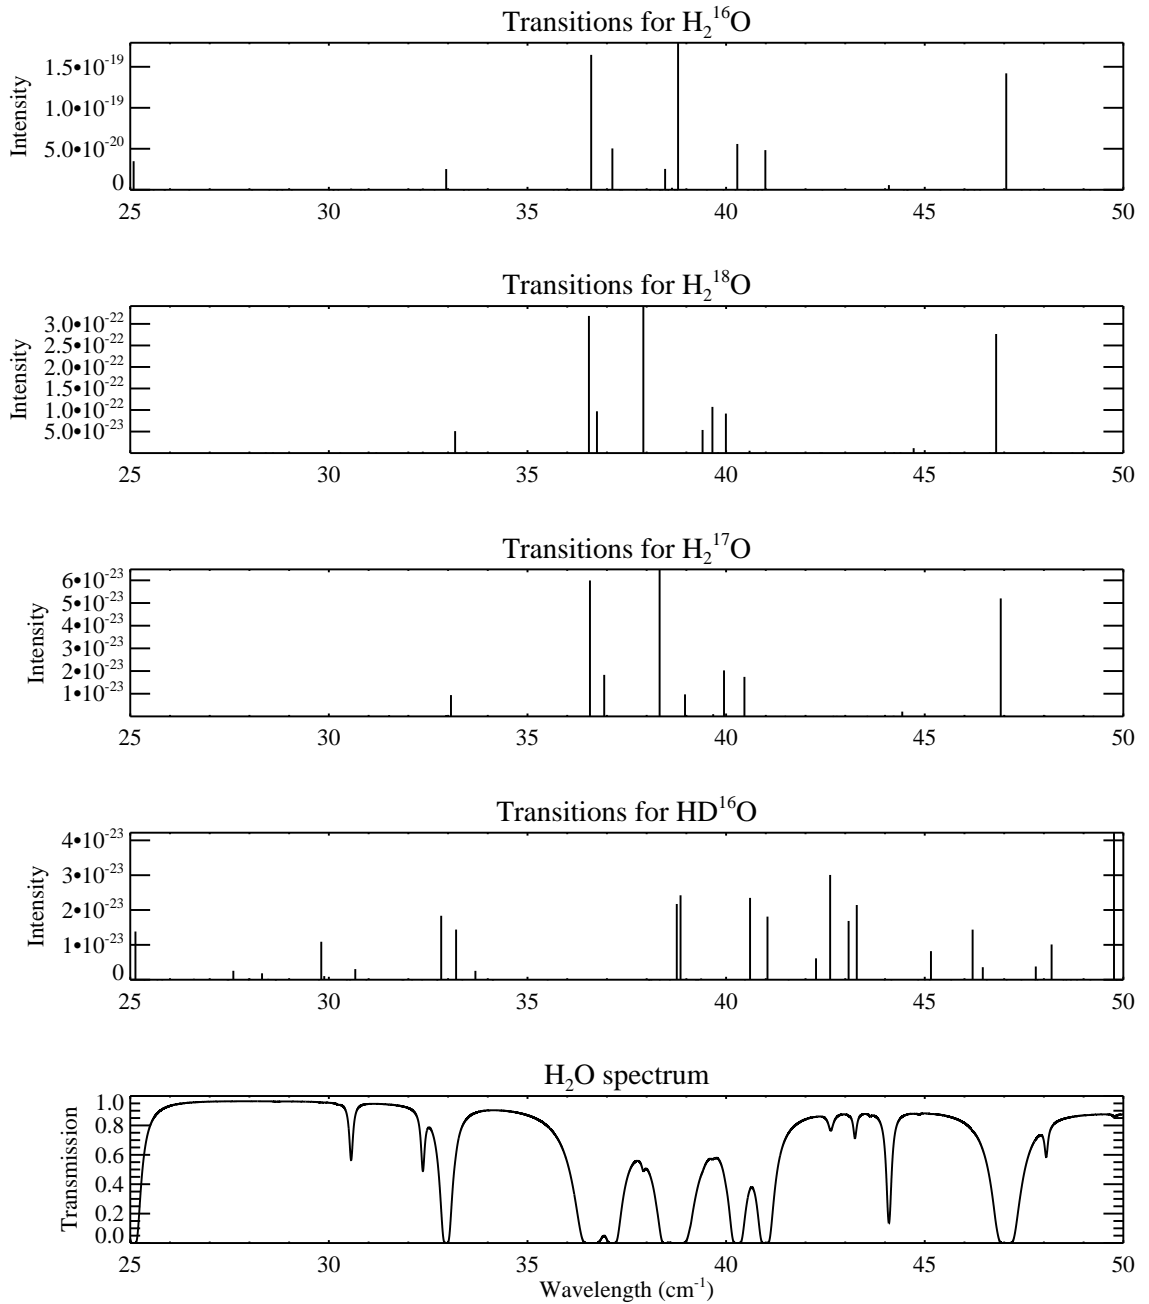 Transitions for H₂¹⁶O
Intensity
1.5•10⁻¹⁹
1.0•10⁻¹⁹
5.0•10⁻²⁰
0
25 30 35 40 45 50
Transitions for H₂¹⁸O
Intensity
3.0•10⁻²²
2.5•10⁻²²
2.0•10⁻²²
1.5•10⁻²²
1.0•10⁻²²
5.0•10⁻²³
25 30 35 40 45 50
Transitions for H₂¹⁷O
Intensity
6•10⁻²³
5•10⁻²³
4•10⁻²³
3•10⁻²³
2•10⁻²³
1•10⁻²³
25 30 35 40 45 50
Transitions for HD¹⁶O
Intensity
4•10⁻²³
3•10⁻²³
2•10⁻²³
1•10⁻²³
0
25 30 35 40 45 50
H₂O spectrum
Transmission
1.0
0.8
0.6
0.4
0.2
0.0
25 30 35 40 45 50
Wavelength (cm⁻¹)